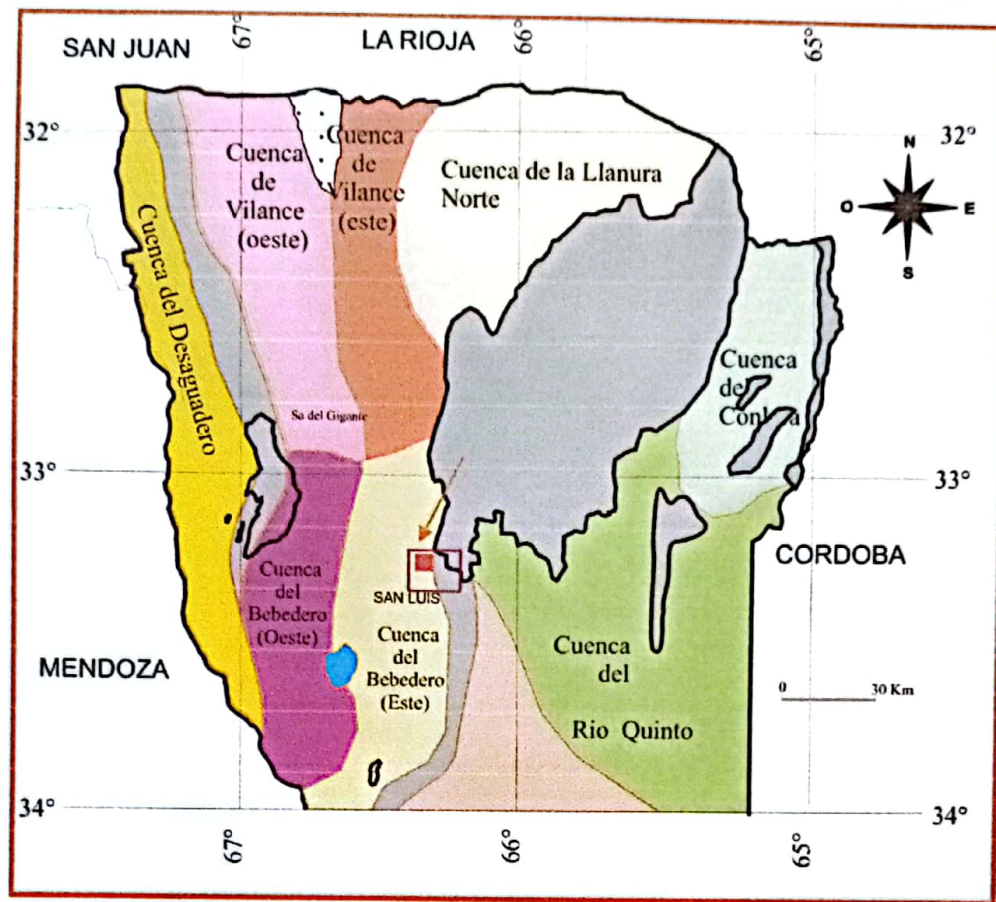 SAN JUAN
LA RIOJA
67°
66°
65°
32°
32°
N
O
E
S
Cuenca
de
Vilance
(oeste)
Cuenca
de
Vilance
(este)
Cuenca de la Llanura
Norte
Cuenca del Desaguadero
Cuenca
de
Conlara
Sa del Gigante
33°
33°
CORDOBA
SAN LUIS
Cuenca
del
Bebedero
(Oeste)
Cuenca
del
Bebedero
(Este)
MENDOZA
Cuenca
del
Rio Quinto
0
30 Km
34°
34°
67°
66°
65°